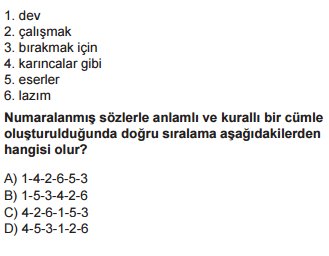 1. dev
2. çalışmak
3. bırakmak için
4. karıncalar gibi
5. eserler
6. lazım
Numaralanmış sözlerle anlamlı ve kurallı bir cümle
oluşturulduğunda doğru sıralama aşağıdakilerden
hangisi olur?
A) 1-4-2-6-5-3
B) 1-5-3-4-2-6
C) 4-2-6-1-5-3
D) 4-5-3-1-2-6